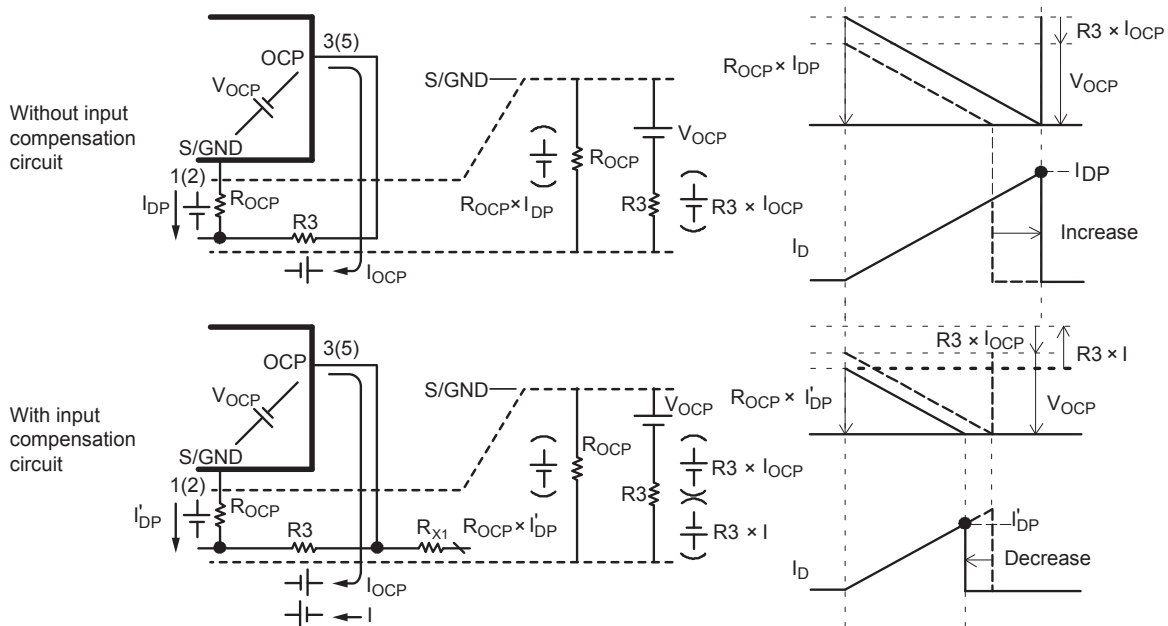 Without input
compensation
circuit
OCP
3(5)
V_OCP
S/GND
1(2)
I_DP
R_OCP
R3
I_OCP
S/GND
R_OCP × I_DP
R_OCP
V_OCP
R3
R3 × I_OCP
R_OCP × I_DP
R3 × I_OCP
V_OCP
I_DP
I_D
Increase
With input
compensation
circuit
OCP
3(5)
V_OCP
S/GND
1(2)
I'_DP
R_OCP
R3
R_X1
I_OCP
I
S/GND
R_OCP × I'_DP
R_OCP
V_OCP
R3
R3 × I_OCP
R3 × I
R_OCP × I'_DP
R3 × I_OCP
R3 × I
V_OCP
I'_DP
I_D
Decrease